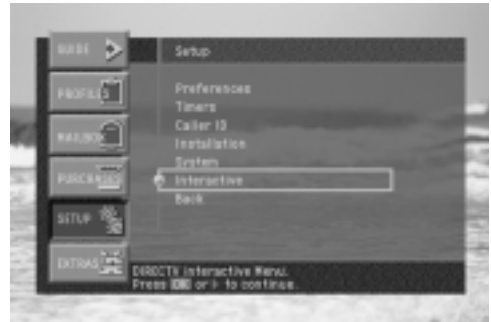 GUIDE
PROFILES
MAILBOX
PURCHASES
SETUP
EXTRAS
Setup
Preferences
Timers
Caller ID
Installation
System
Interactive
Back
DIRECTV interactive Menu.
Press OK or › to continue.